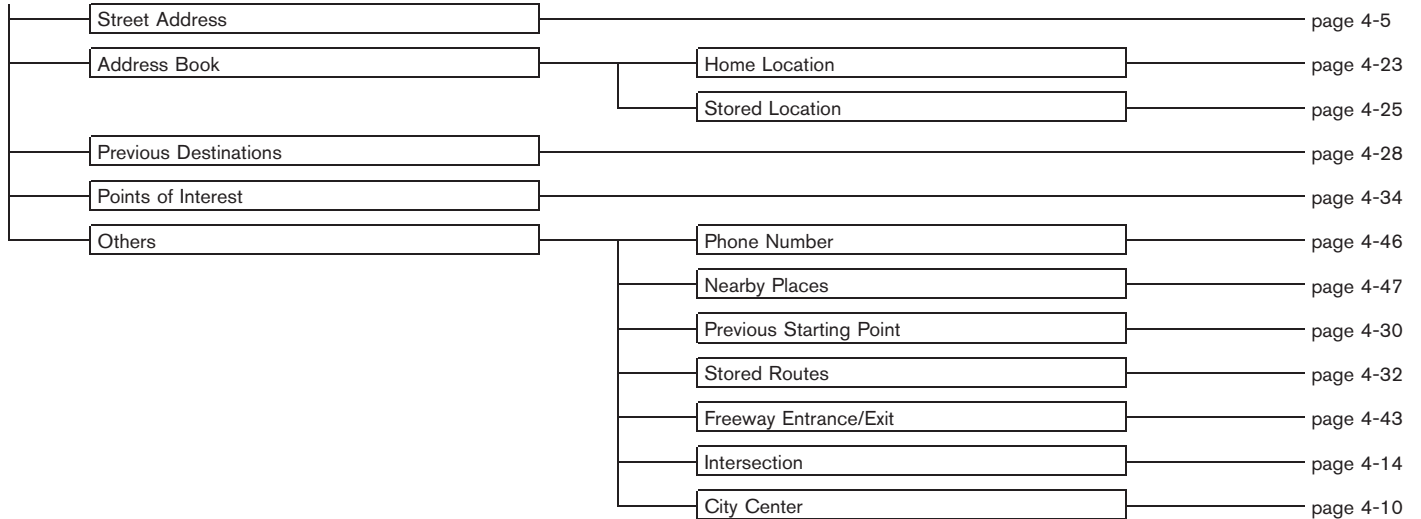 Street Address page 4-5
Address Book Home Location page 4-23
Stored Location page 4-25
Previous Destinations page 4-28
Points of Interest page 4-34
Others Phone Number page 4-46
Nearby Places page 4-47
Previous Starting Point page 4-30
Stored Routes page 4-32
Freeway Entrance/Exit page 4-43
Intersection page 4-14
City Center page 4-10